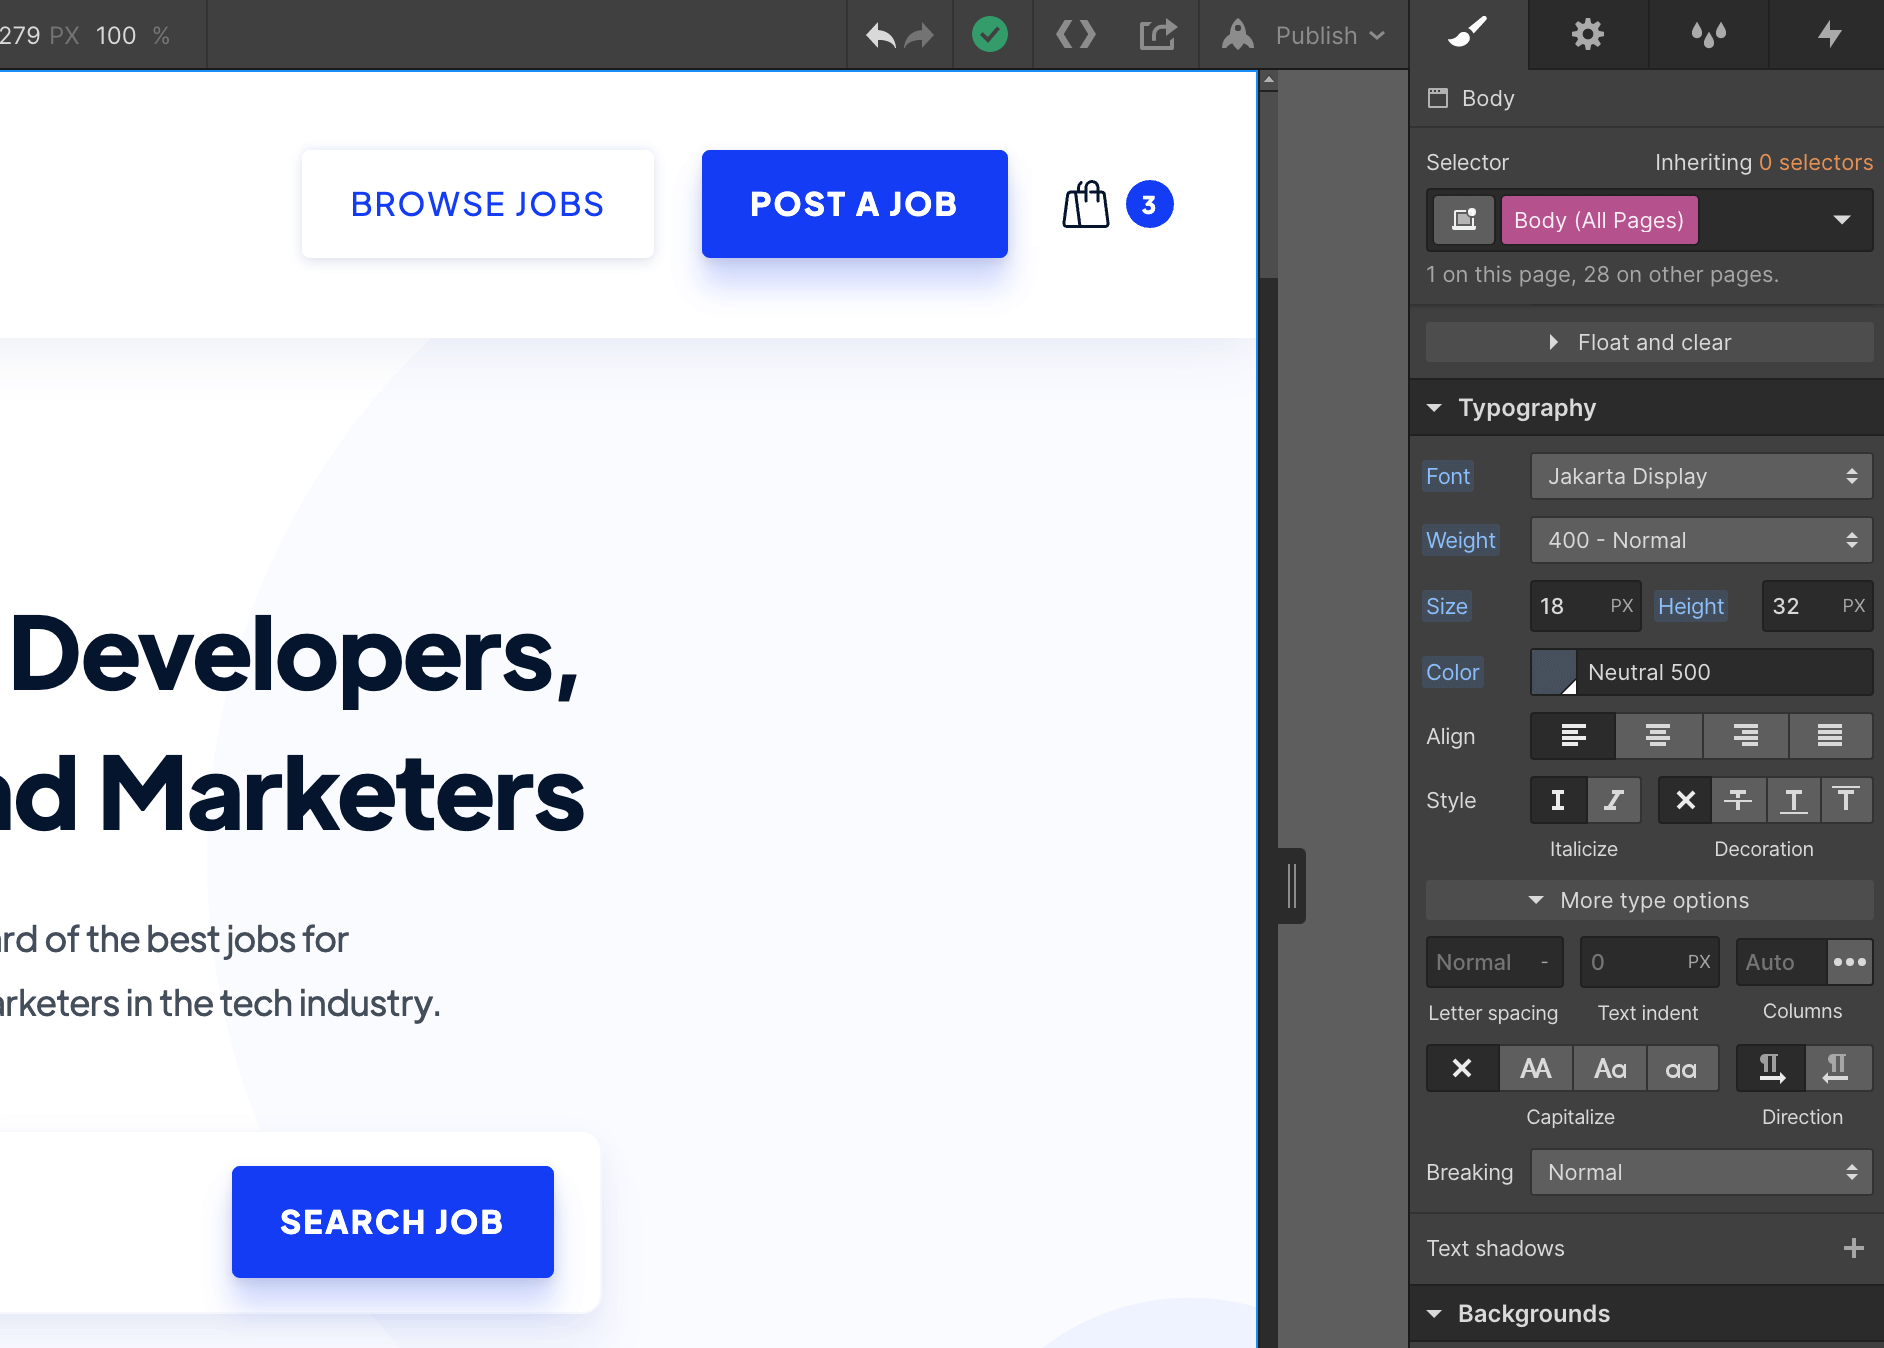 279 PX 100 %
Publish
Body
Selector
Inheriting 0 selectors
Body (All Pages)
1 on this page, 28 on other pages.
Float and clear
Typography
Font
Jakarta Display
Weight
400 - Normal
Size
18 PX
Height
32 PX
Color
Neutral 500
Align
Style
Italicize
Decoration
More type options
Normal -
0 PX
Auto
Letter spacing
Text indent
Columns
AA
Aa
aa
Capitalize
Direction
Breaking
Normal
Text shadows
Backgrounds
BROWSE JOBS
POST A JOB
3
Developers,
nd Marketers
rd of the best jobs for
rketers in the tech industry.
SEARCH JOB